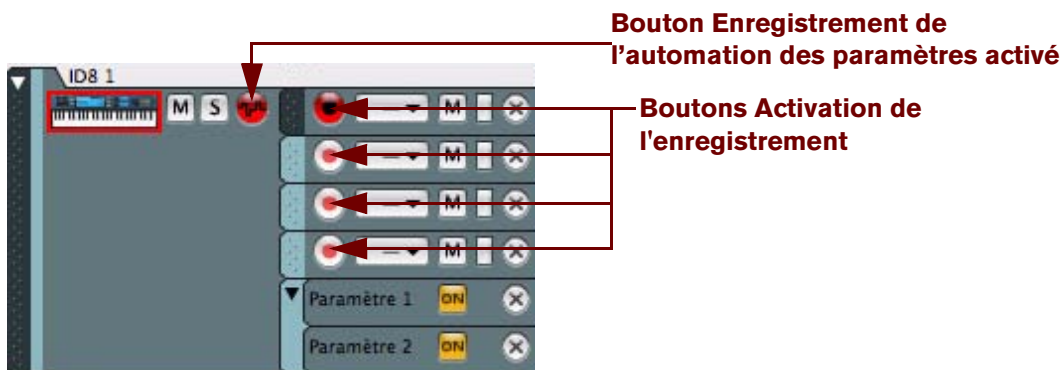 Bouton Enregistrement de
l’automation des paramètres activé
ID8 1
M S
M
Boutons Activation de
l'enregistrement
M
M
M
Paramètre 1 ON
Paramètre 2 ON